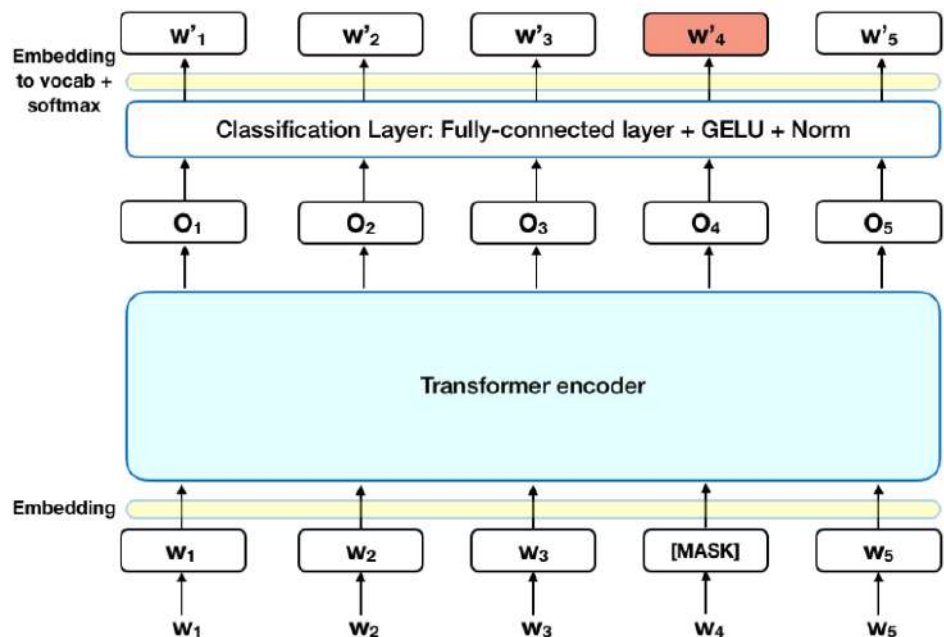 w'₁ w'₂ w'₃ w'₄ w'₅
Embedding
to vocab +
softmax
Classification Layer: Fully-connected layer + GELU + Norm
O₁ O₂ O₃ O₄ O₅
Transformer encoder
Embedding
w₁ w₂ w₃ [MASK] w₅
w₁ w₂ w₃ w₄ w₅